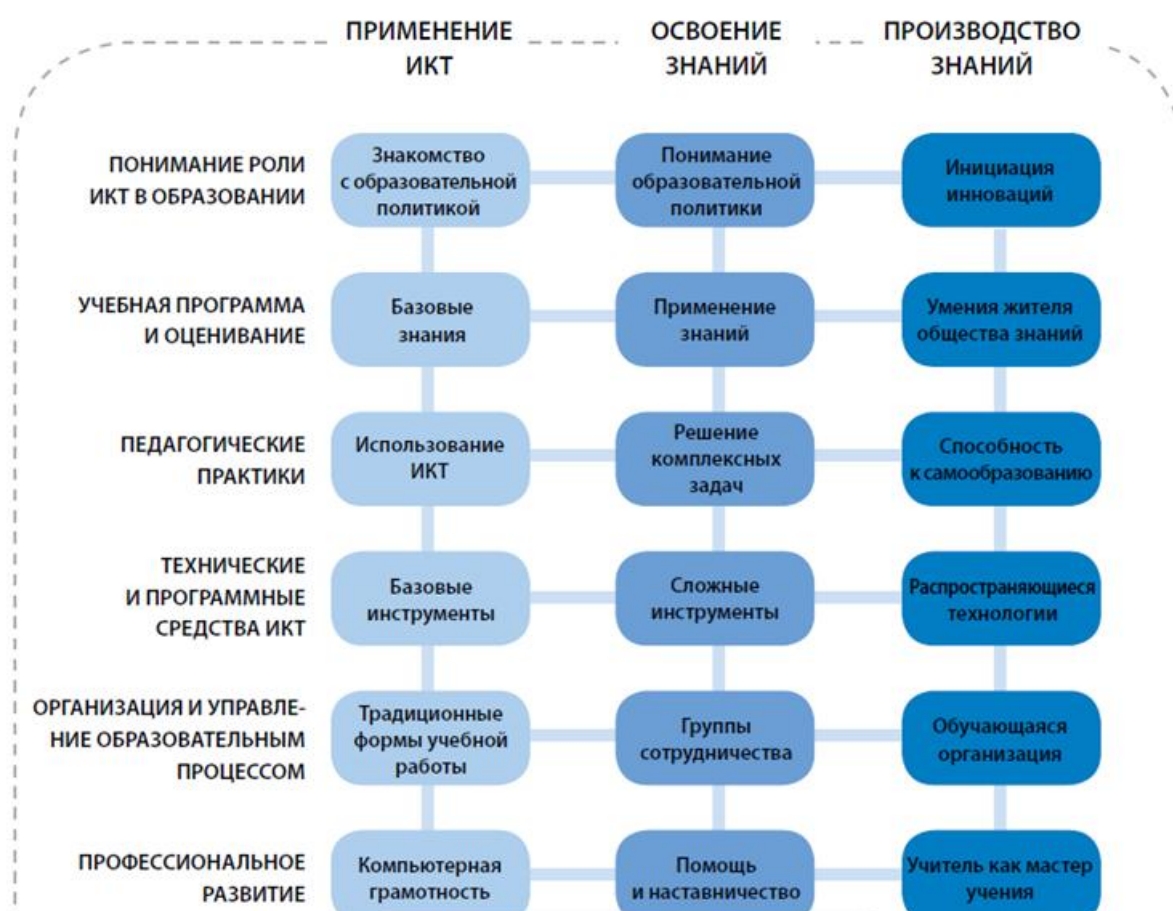 ПРИМЕНЕНИЕ
ИКТ
ОСВОЕНИЕ
ЗНАНИЙ
ПРОИЗВОДСТВО
ЗНАНИЙ
ПОНИМАНИЕ РОЛИ
ИКТ В ОБРАЗОВАНИИ
Знакомство
с образовательной
политикой
Понимание
образовательной
политики
Инициация
инноваций
УЧЕБНАЯ ПРОГРАММА
И ОЦЕНИВАНИЕ
Базовые
знания
Применение
знаний
Умения жителя
общества знаний
ПЕДАГОГИЧЕСКИЕ
ПРАКТИКИ
Использование
ИКТ
Решение
комплексных
задач
Способность
к самообразованию
ТЕХНИЧЕСКИЕ
И ПРОГРАММНЫЕ
СРЕДСТВА ИКТ
Базовые
инструменты
Сложные
инструменты
Распространяющиеся
технологии
ОРГАНИЗАЦИЯ И УПРАВЛЕ-
НИЕ ОБРАЗОВАТЕЛЬНЫМ
ПРОЦЕССОМ
Традиционные
формы учебной
работы
Группы
сотрудничества
Обучающаяся
организация
ПРОФЕССИОНАЛЬНОЕ
РАЗВИТИЕ
Компьютерная
грамотность
Помощь
и наставничество
Учитель как мастер
учения